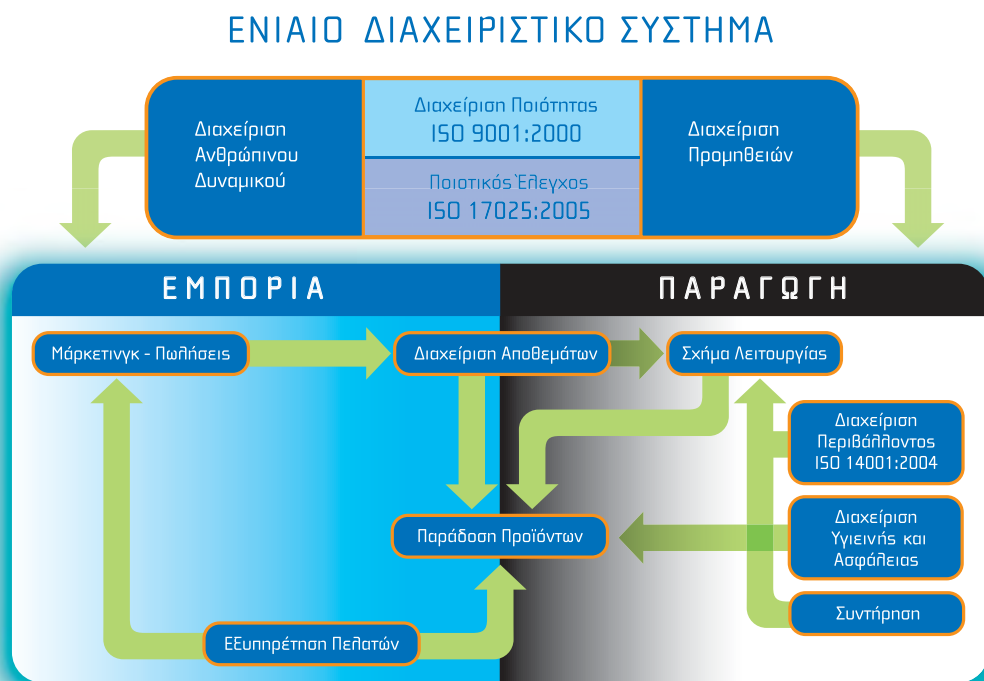 ΕΝΙΑΙΟ ΔΙΑΧΕΙΡΙΣΤΙΚΟ ΣΥΣΤΗΜΑ
Διαχείριση
Ανθρώπινου
Δυναμικού
Διαχείριση Ποιότητας
ISO 9001:2000
Ποιοτικός Έλεγχος
ISO 17025:2005
Διαχείριση
Προμηθειών
ΕΜΠΟΡΙΑ
ΠΑΡΑΓΩΓΗ
Μάρκετινγκ - Πωλήσεις
Διαχείριση Αποθεμάτων
Σχήμα Λειτουργίας
Διαχείριση
Περιβάλλοντος
ISO 14001:2004
Παράδοση Προϊόντων
Διαχείριση
Υγιεινής και
Ασφάλειας
Συντήρηση
Εξυπηρέτηση Πελατών